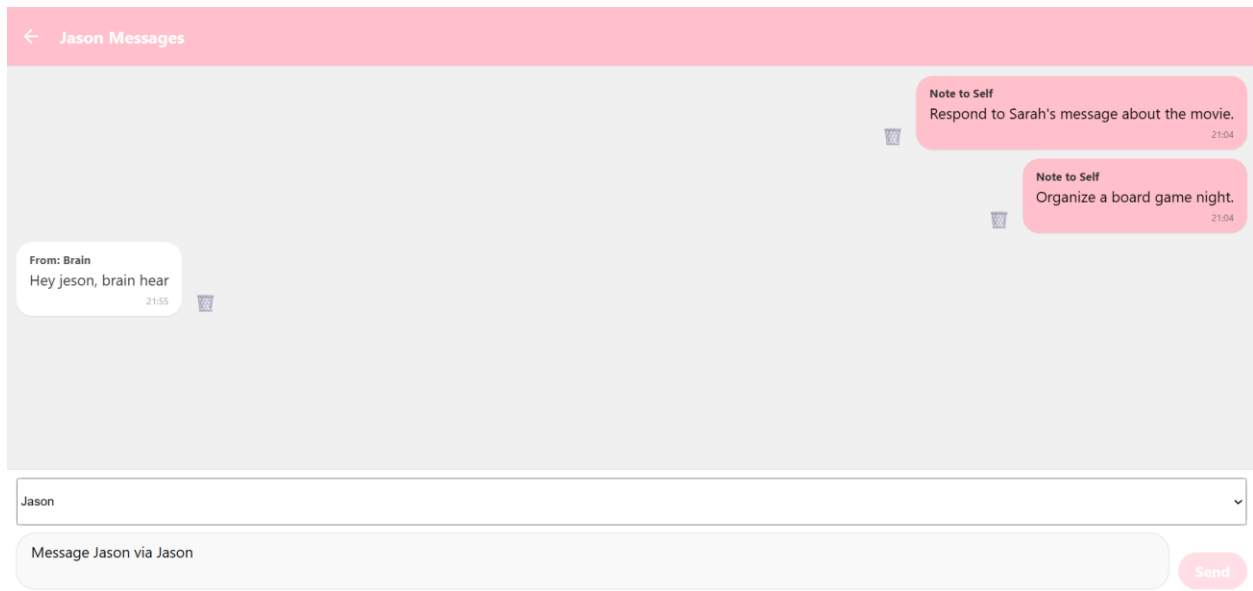 Jason Messages
Note to Self
Respond to Sarah's message about the movie.
21:04
Note to Self
Organize a board game night.
21:04
From: Brain
Hey jeson, brain hear
21:55
Jason
Message Jason via Jason
Send